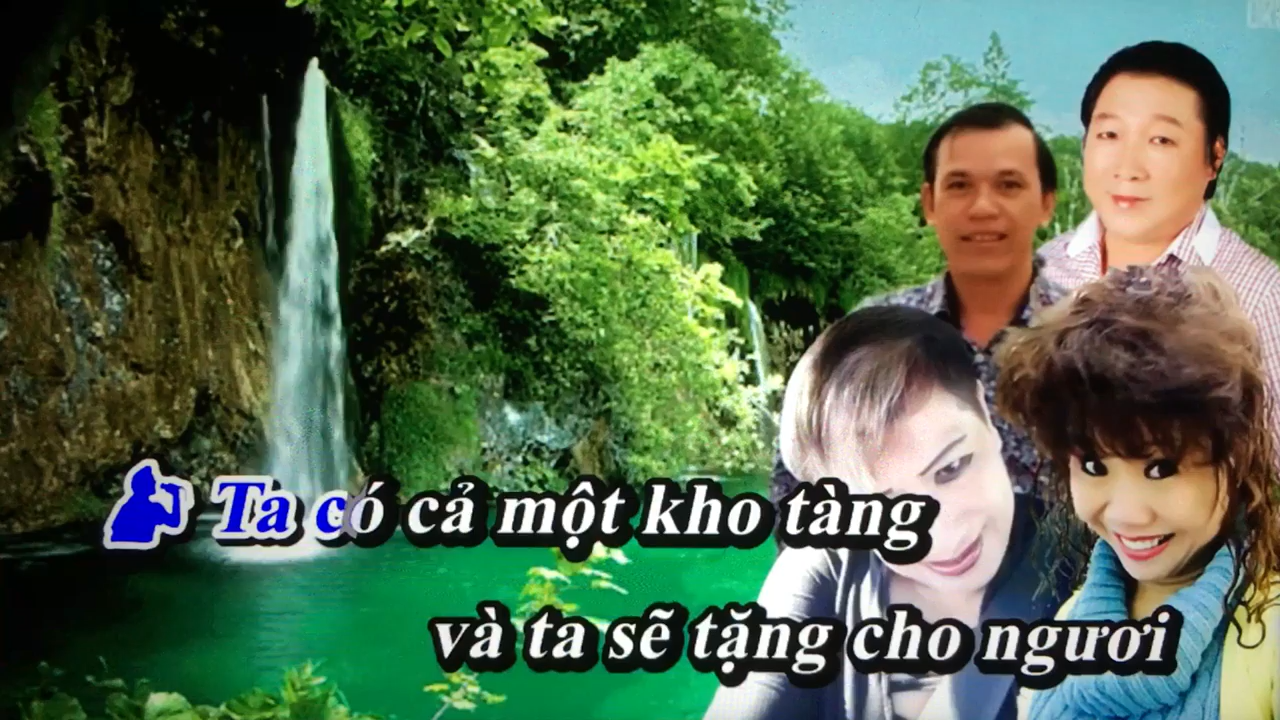 Ta có cả một kho tàng
và ta sẽ tặng cho ngươi